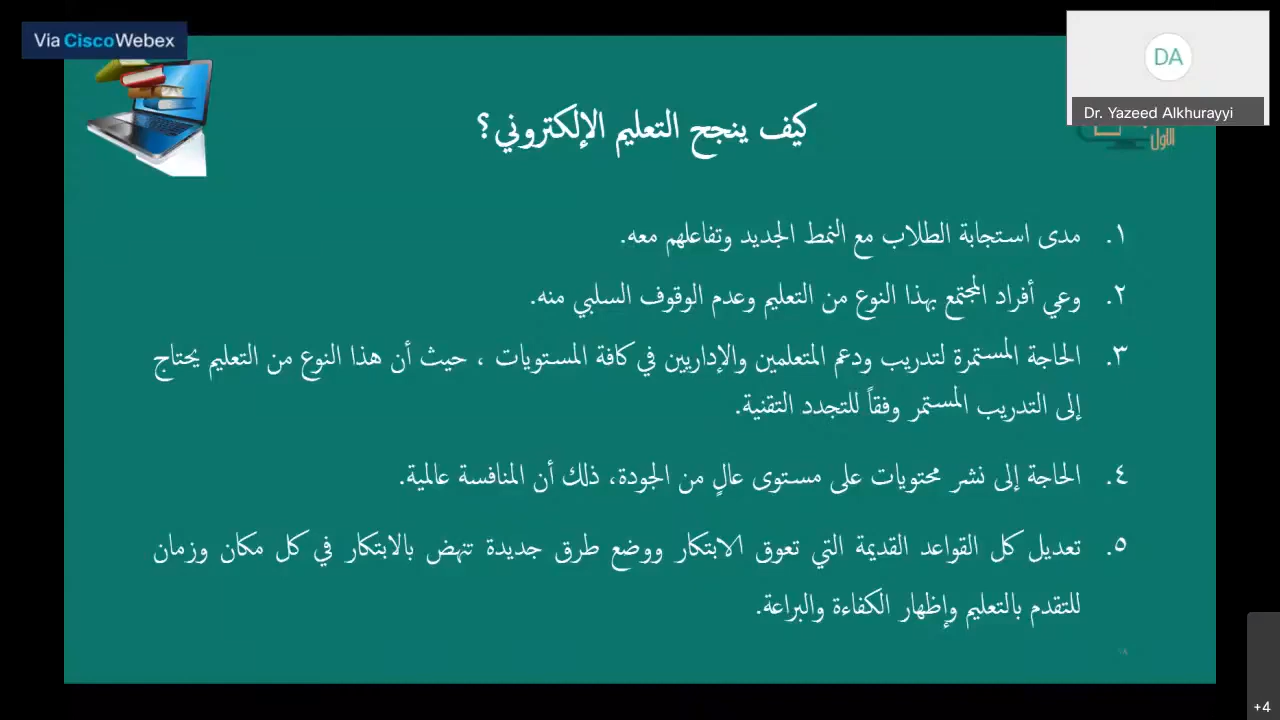 Via CiscoWebex
DA
Dr. Yazeed Alkhurayyi
الأول
كيف ينجح التعليم الإلكتروني؟
١. مدى استجابة الطلاب مع النمط الجديد وتفاعلهم معه.
٢. وعي أفراد المجتمع بهذا النوع من التعليم وعدم الوقوف السلبي منه.
٣. الحاجة المستمرة لتدريب ودعم المتعلمين والإداريين في كافة المستويات ، حيث أن هذا النوع من التعليم يحتاج
إلى التدريب المستمر وفقاً للتجدد التقنية.
٤. الحاجة إلى نشر محتويات على مستوى عالٍ من الجودة، ذلك أن المنافسة عالمية.
٥. تعديل كل القواعد القديمة التي تعوق الابتكار ووضع طرق جديدة تنهض بالابتكار في كل مكان وزمان
للتقدم بالتعليم وإظهار الكفاءة والبراعة.
+4